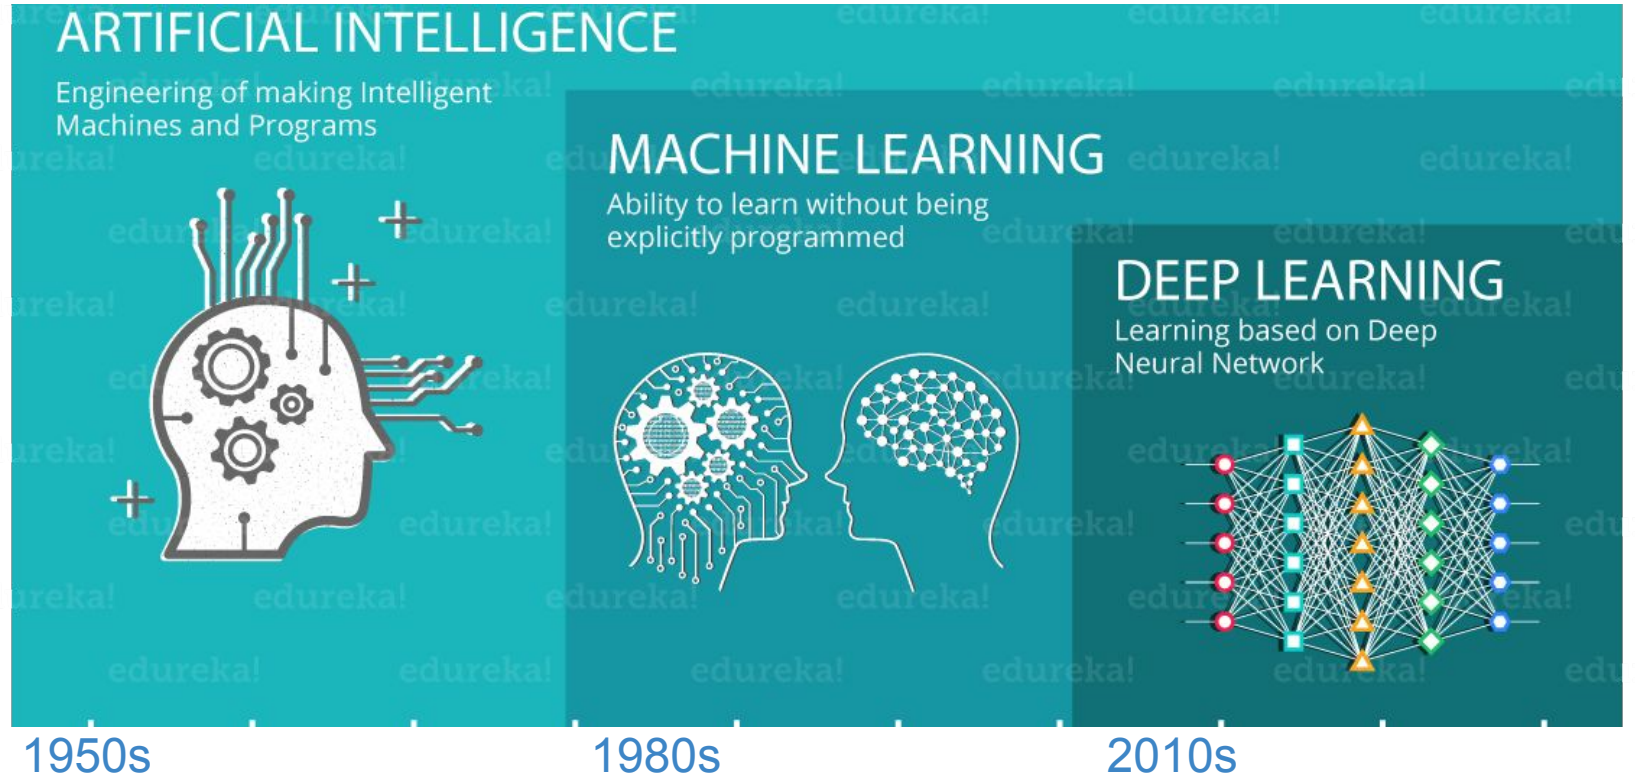 ARTIFICIAL INTELLIGENCE
Engineering of making Intelligent
Machines and Programs
MACHINE LEARNING
Ability to learn without being
explicitly programmed
DEEP LEARNING
Learning based on Deep
Neural Network
edureka!
1950s
1980s
2010s